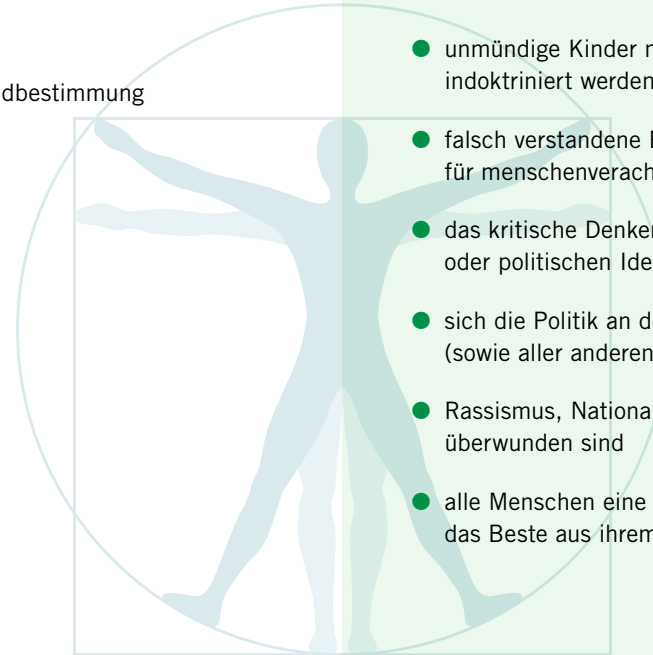 dbestimmung
● unmündige Kinder
indoktriniert werden
● falsch verstandene
für menschenverach
● das kritische Denke
oder politischen Ide
● sich die Politik an d
(sowie aller anderen
● Rassismus, Nationa
überwunden sind
● alle Menschen eine
das Beste aus ihrem